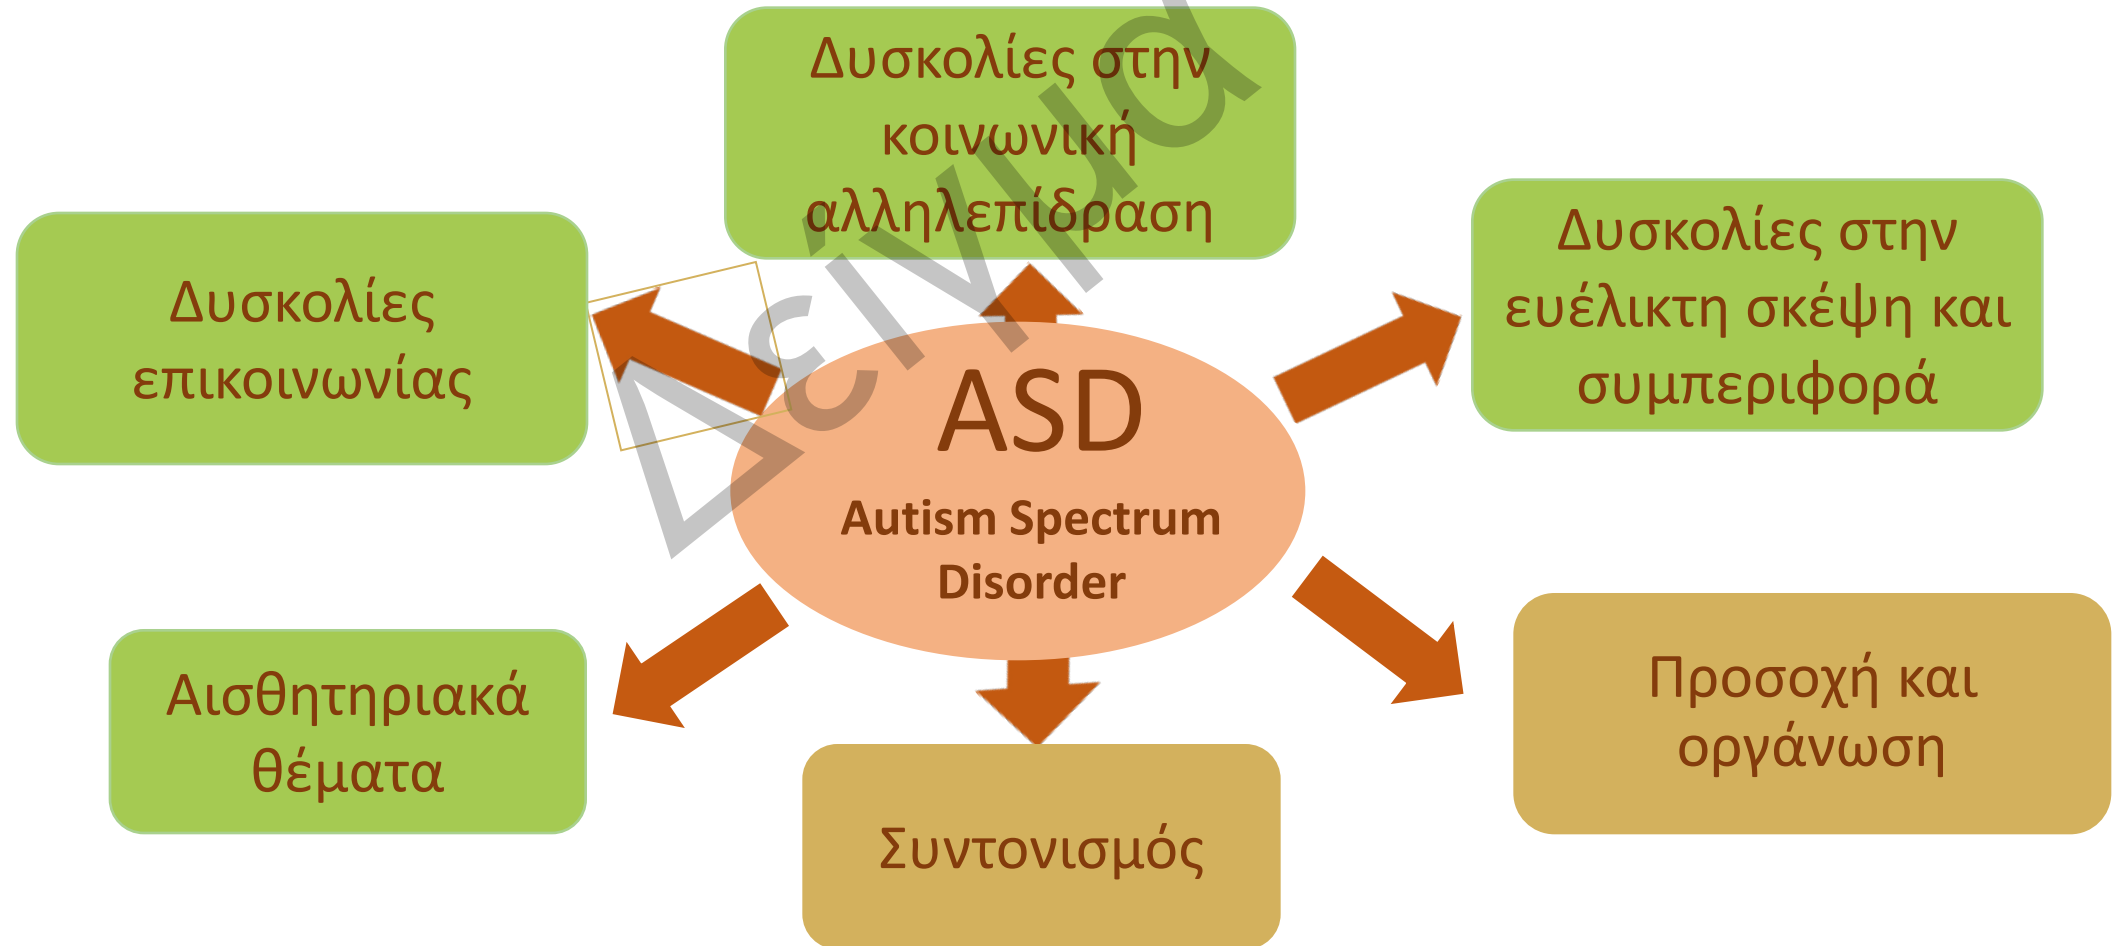 Δυσκολίες στην
κοινωνική
αλληλεπίδραση
Δυσκολίες
επικοινωνίας
Δυσκολίες στην
ευέλικτη σκέψη και
συμπεριφορά
ASD
Autism Spectrum
Disorder
Αισθητηριακά
θέματα
Προσοχή και
οργάνωση
Συντονισμός
Δείγμα